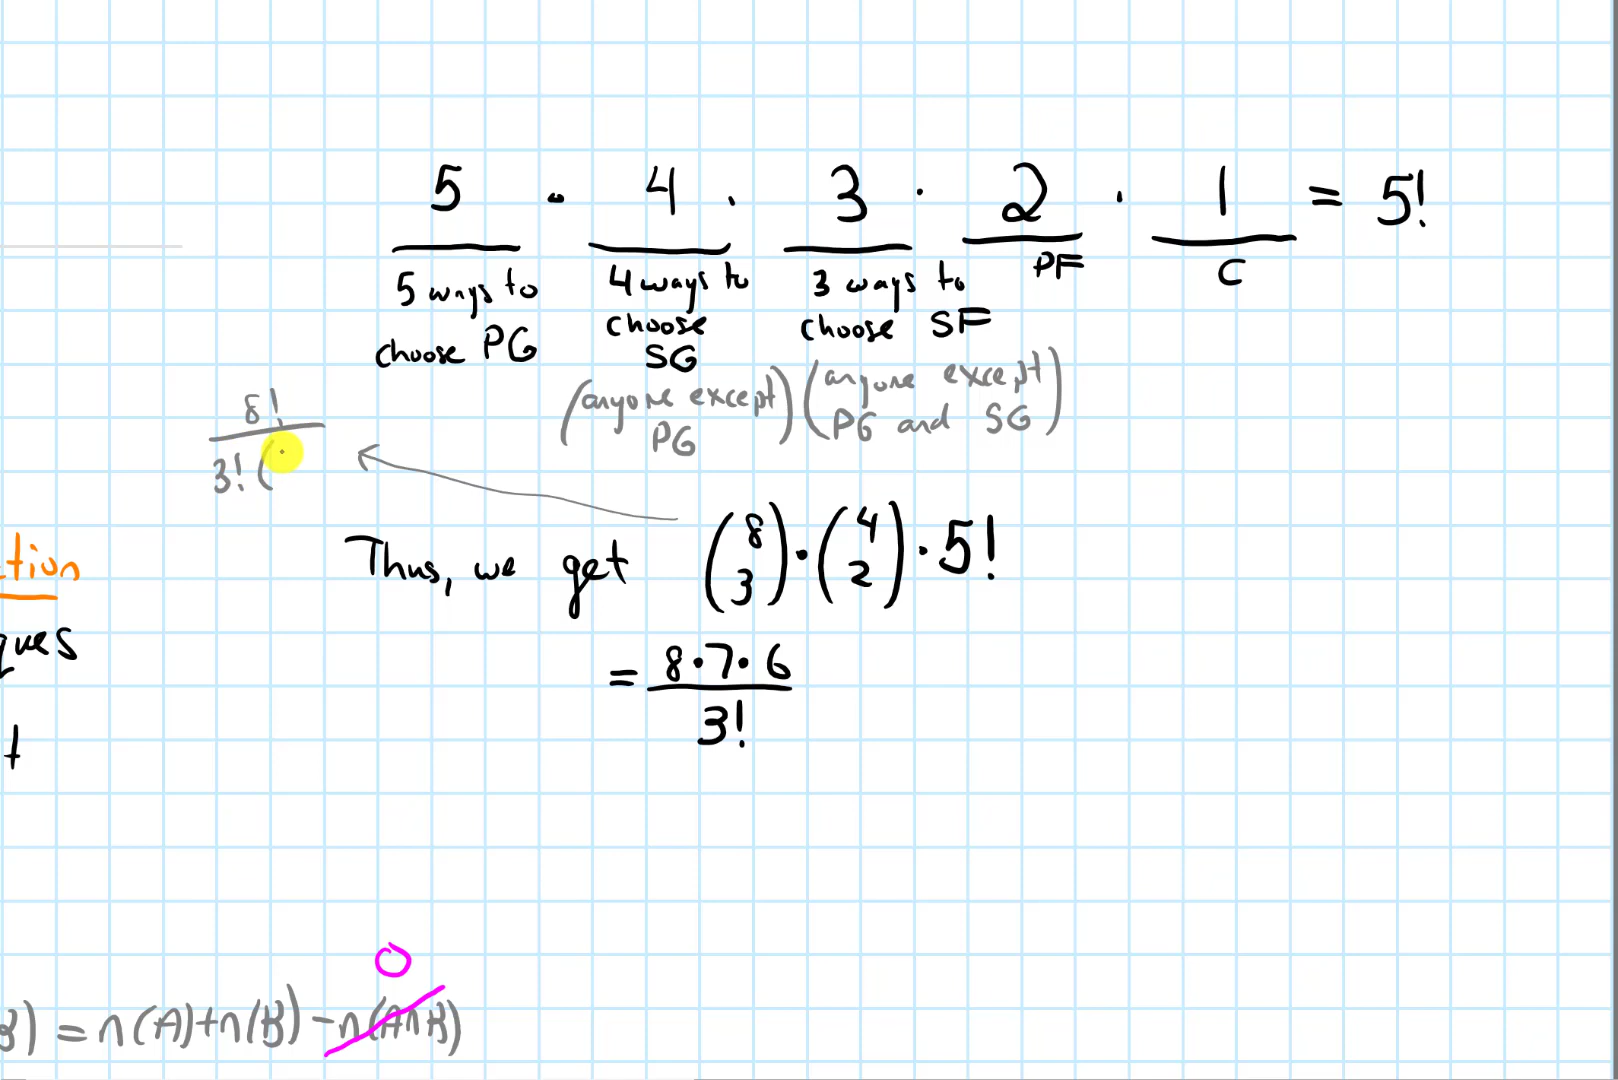 5 · 4 · 3 · 2 · 1 = 5!
5 ways to choose PG
4 ways to choose SG
(anyone except PG)
3 ways to choose SF
(anyone except PG and SG)
PF
C
8!
3! (
Thus, we get (8 3) · (4 2) · 5!
= 8·7·6
3!
tion
ques
t
B) = n(A)+n(B) - n(A∩B)
0